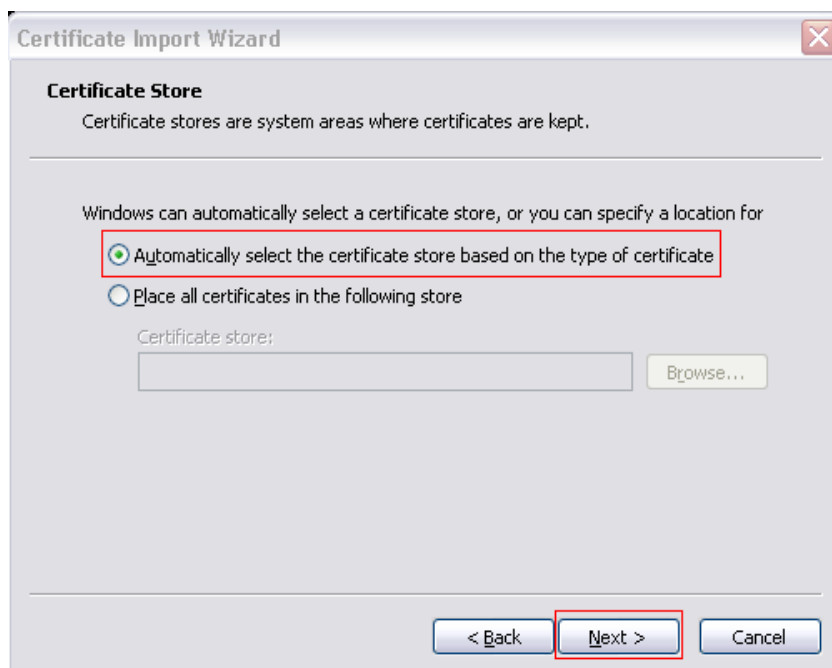 Certificate Import Wizard
Certificate Store
Certificate stores are system areas where certificates are kept.
Windows can automatically select a certificate store, or you can specify a location for
Automatically select the certificate store based on the type of certificate
Place all certificates in the following store
Certificate store:
Browse...
< Back
Next >
Cancel